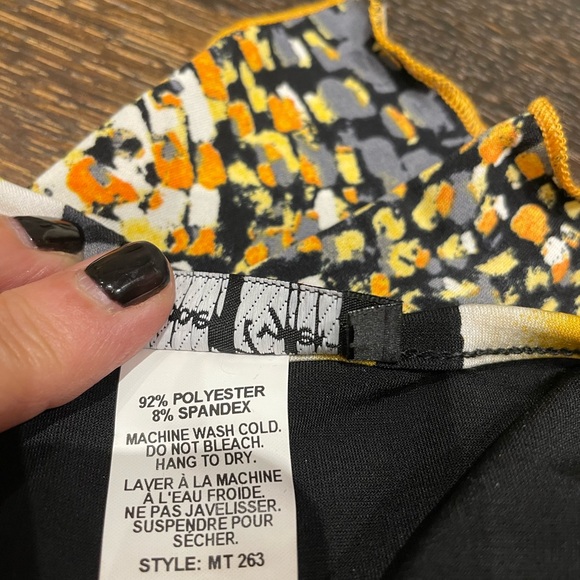 92% POLYESTER
8% SPANDEX
MACHINE WASH COLD.
DO NOT BLEACH.
HANG TO DRY.
LAVER À LA MACHINE
À L'EAU FROIDE.
NE PAS JAVELISSER.
SUSPENDRE POUR
SÉCHER.
STYLE: MT 263